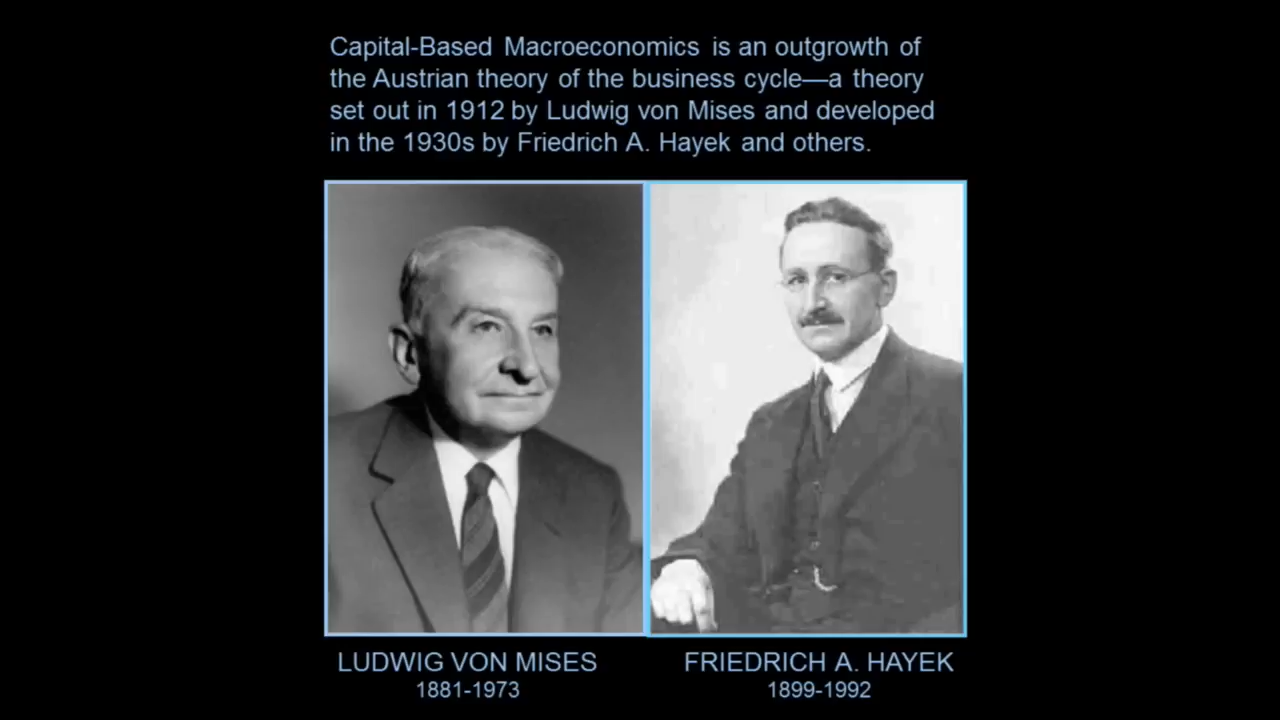 Capital-Based Macroeconomics is an outgrowth of
the Austrian theory of the business cycle—a theory
set out in 1912 by Ludwig von Mises and developed
in the 1930s by Friedrich A. Hayek and others.
LUDWIG VON MISES
1881-1973
FRIEDRICH A. HAYEK
1899-1992